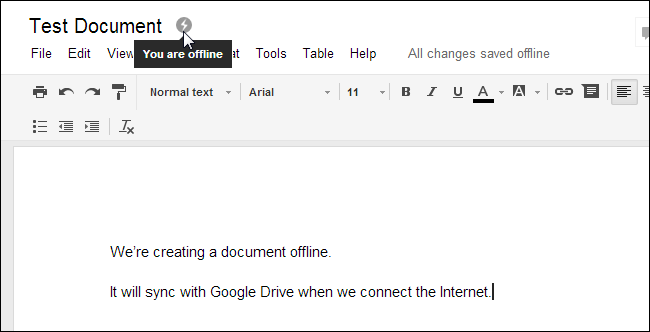 Test Document
You are offline
File Edit View at Tools Table Help All changes saved offline
Normal text Arial 11 B I U A A
We're creating a document offline.
It will sync with Google Drive when we connect the Internet.